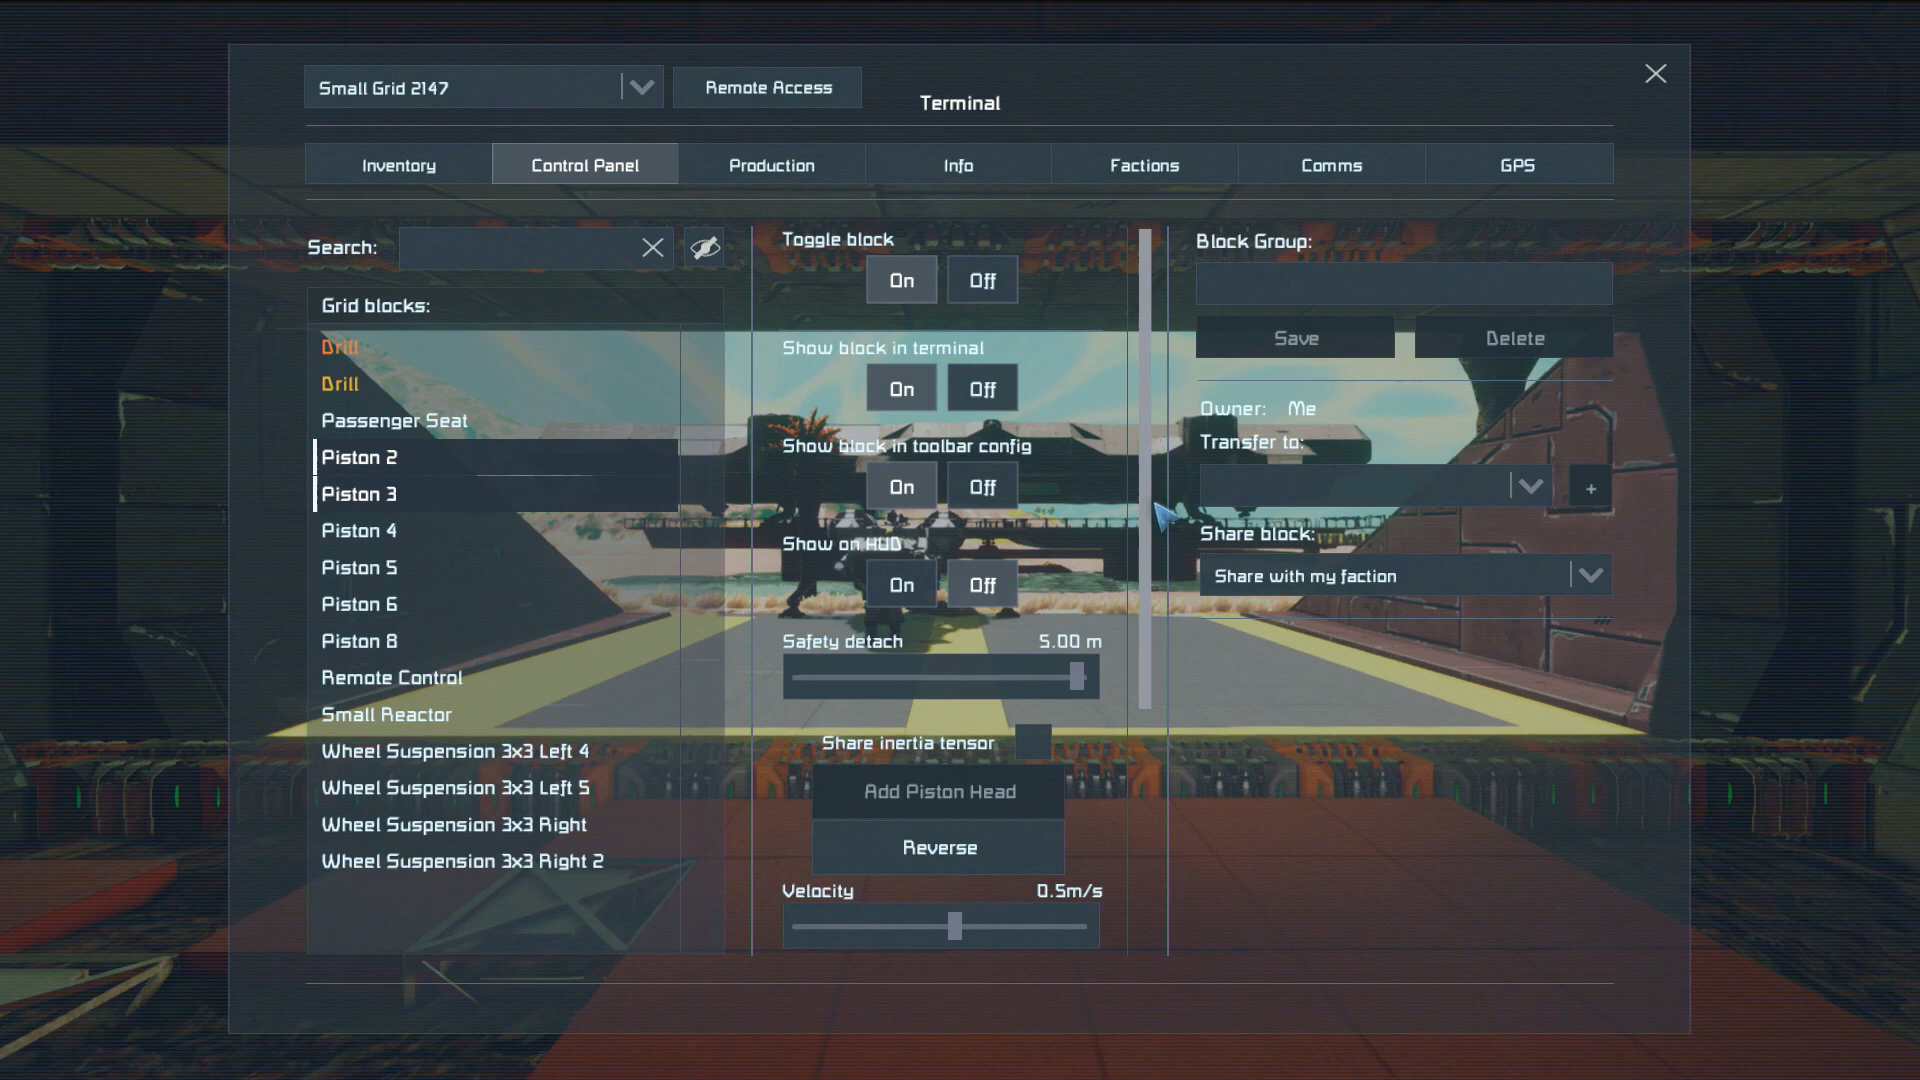 Small Grid 2147
Remote Access
Terminal
Inventory
Control Panel
Production
Info
Factions
Comms
GPS
Search:
Grid blocks:
Drill
Drill
Passenger Seat
Piston 2
Piston 3
Piston 4
Piston 5
Piston 6
Piston 8
Remote Control
Small Reactor
Wheel Suspension 3x3 Left 4
Wheel Suspension 3x3 Left 5
Wheel Suspension 3x3 Right
Wheel Suspension 3x3 Right 2
Toggle block
On Off
Show block in terminal
On Off
Show block in toolbar config
On Off
Show on HUD
On Off
Safety detach 5.00 m
Share inertia tensor
Add Piston Head
Reverse
Velocity 0.5m/s
Block Group:
Save Delete
Owner: Me
Transfer to:
+
Share block:
Share with my faction